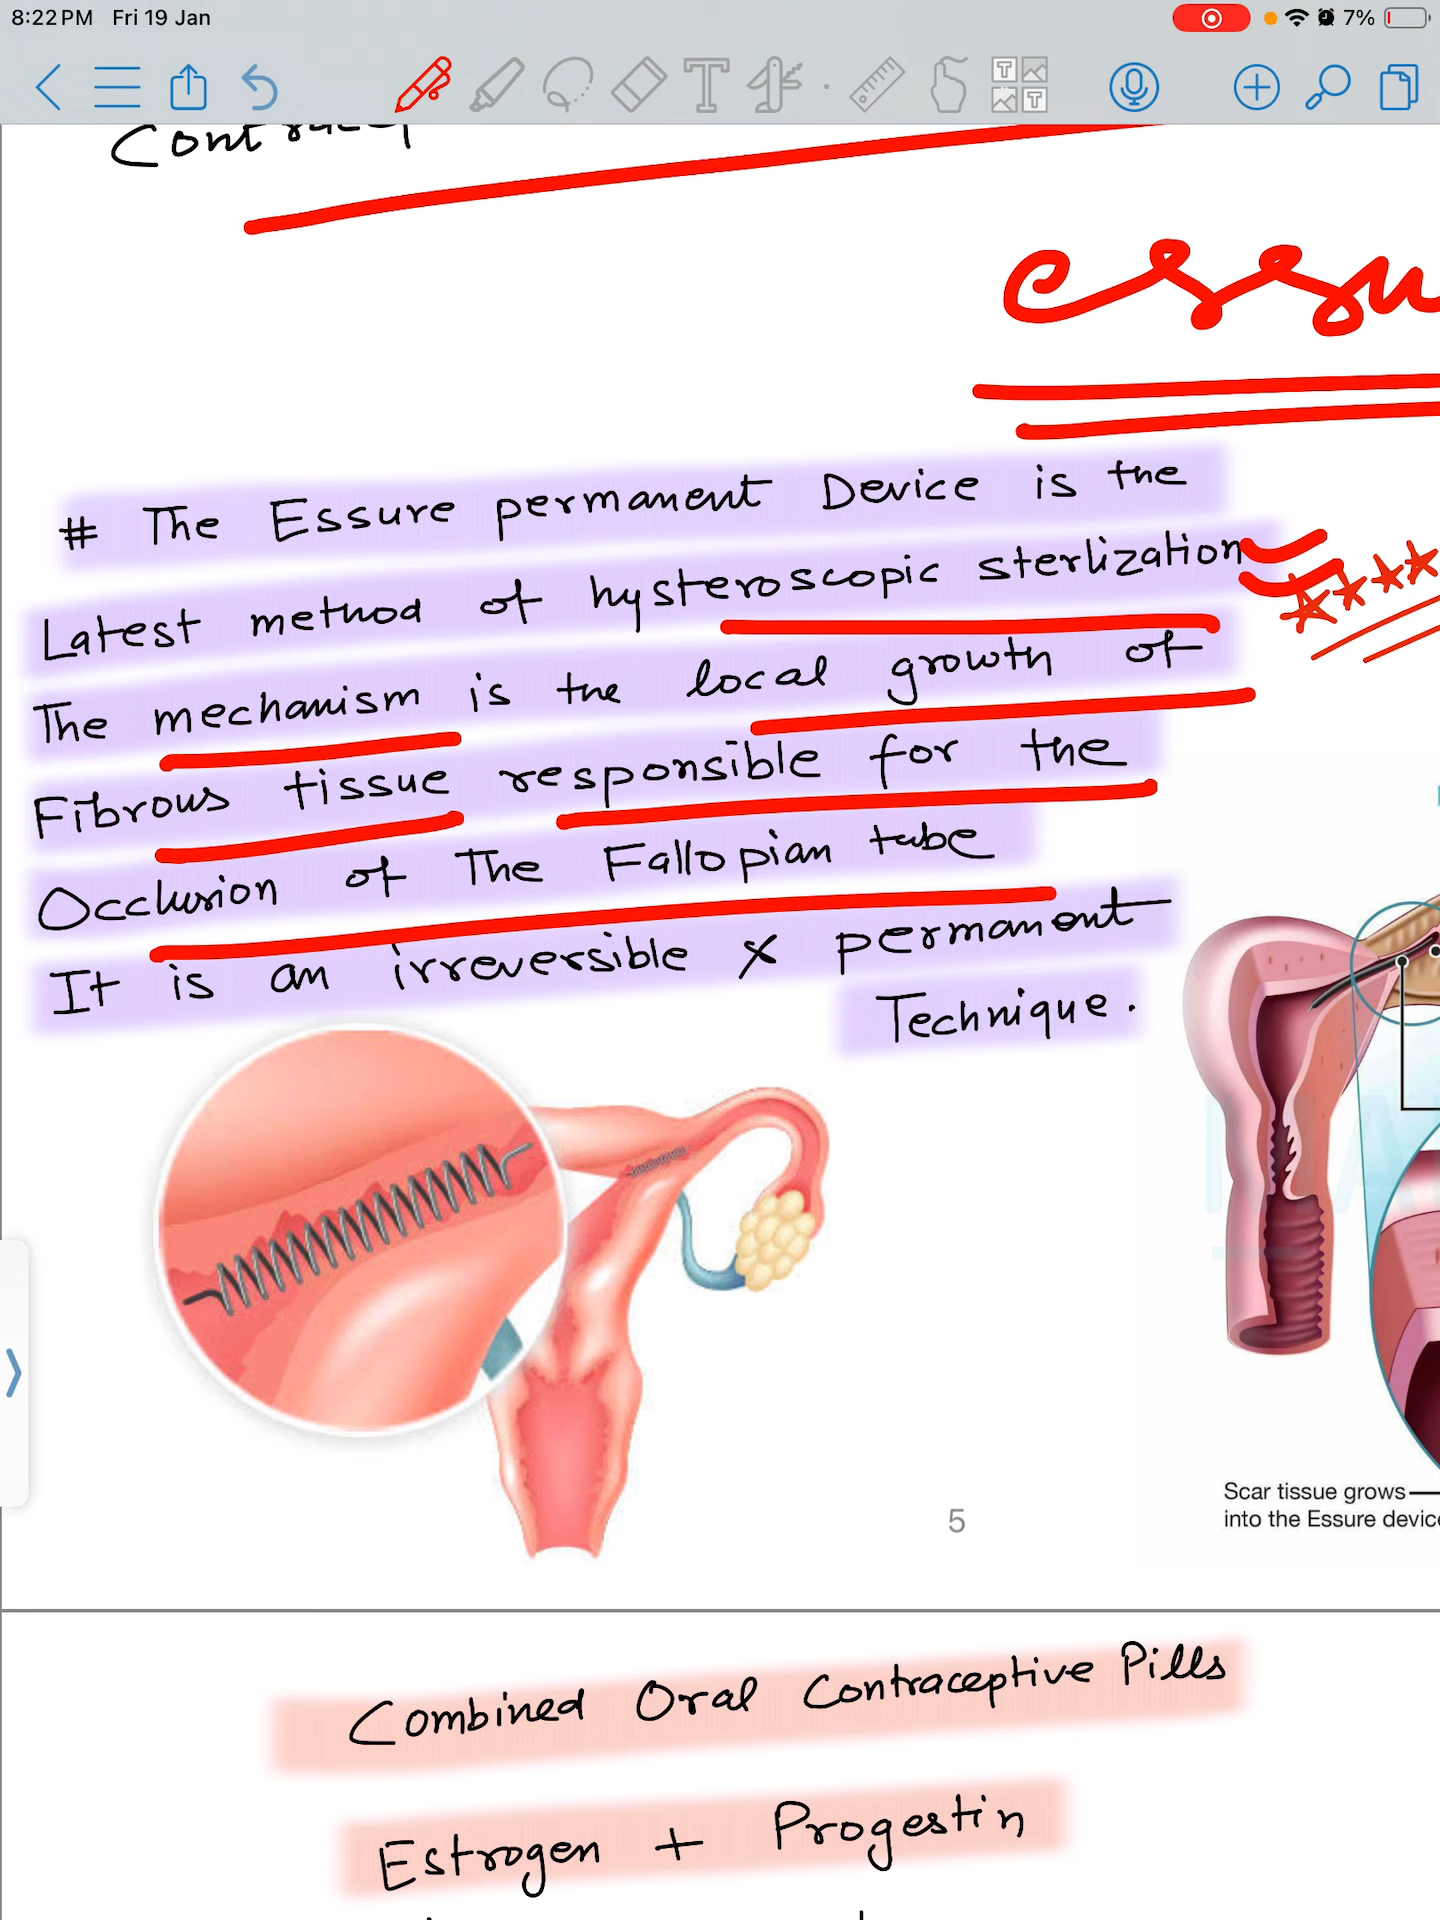 8:22 PM Fri 19 Jan
7%
T
T
T
# The Essure permanent Device is the
Latest method of hysteroscopic sterlization
The mechanism is the local growth of
Fibrous tissue responsible for the
Occlusion of The Fallopian tube
It is an irreversible x permanent
Technique.
Scar tissue grows
into the Essure device
5
Combined Oral Contraceptive Pills
Estrogen + Progestin